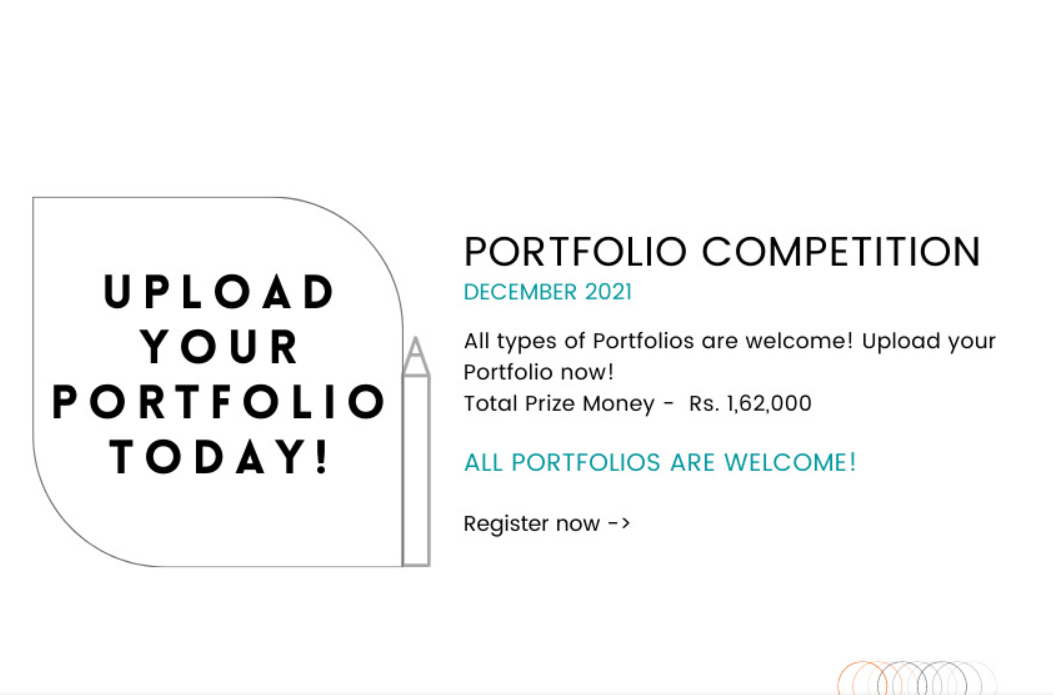 UPLOAD
YOUR
PORTFOLIO
TODAY!
PORTFOLIO COMPETITION
DECEMBER 2021
All types of Portfolios are welcome! Upload your
Portfolio now!
Total Prize Money - Rs. 1,62,000
ALL PORTFOLIOS ARE WELCOME!
Register now ->